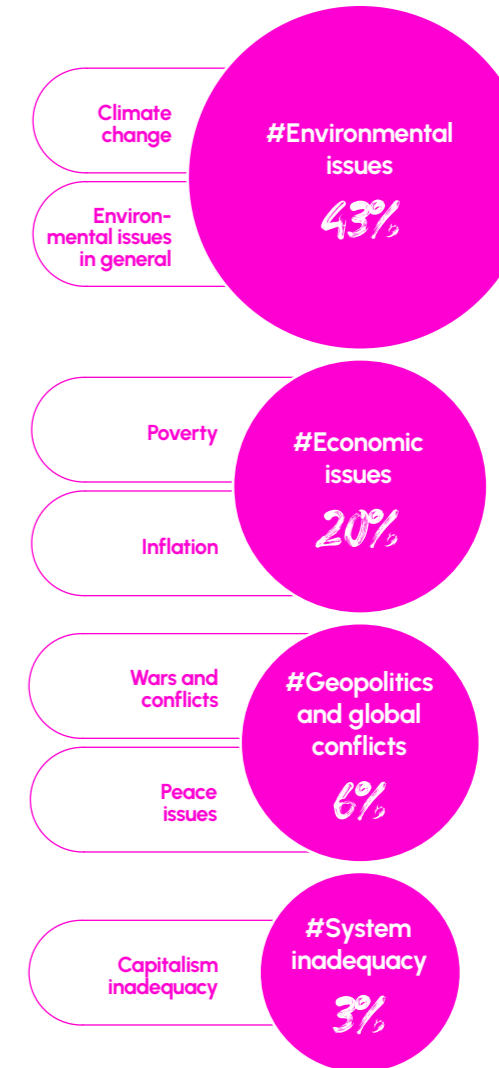 Climate
change
#Environmental
issues
43%
Environ-
mental issues
in general
Poverty
#Economic
issues
20%
Inflation
Wars and
conflicts
#Geopolitics
and global
conflicts
6%
Peace
issues
#System
inadequacy
3%
Capitalism
inadequacy